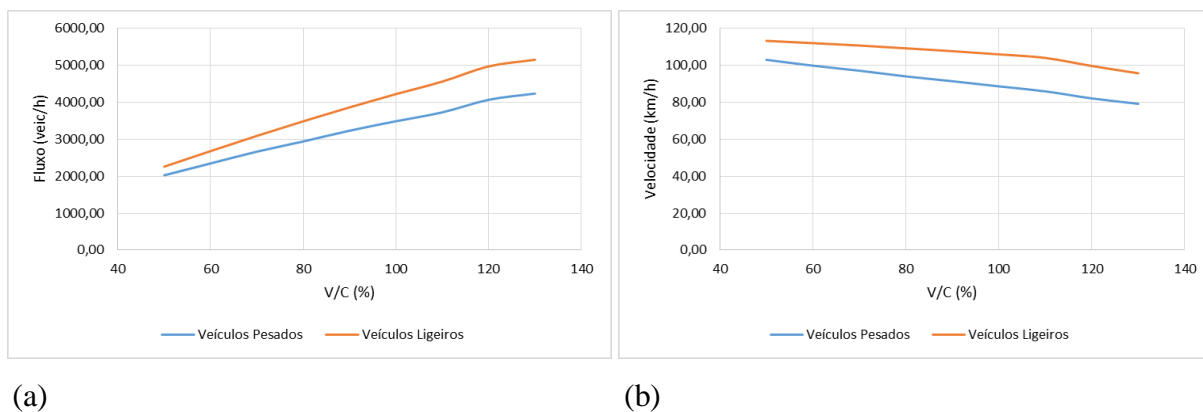 6000,00
5000,00
4000,00
3000,00
2000,00
1000,00
0,00
Fluxo (veic/h)
40 60 80 100 120 140
V/C (%)
Veículos Pesados Veículos Ligeiros
(a)
120,00
100,00
80,00
60,00
40,00
20,00
0,00
Velocidade (km/h)
40 60 80 100 120 140
V/C (%)
Veículos Pesados Veículos Ligeiros
(b)